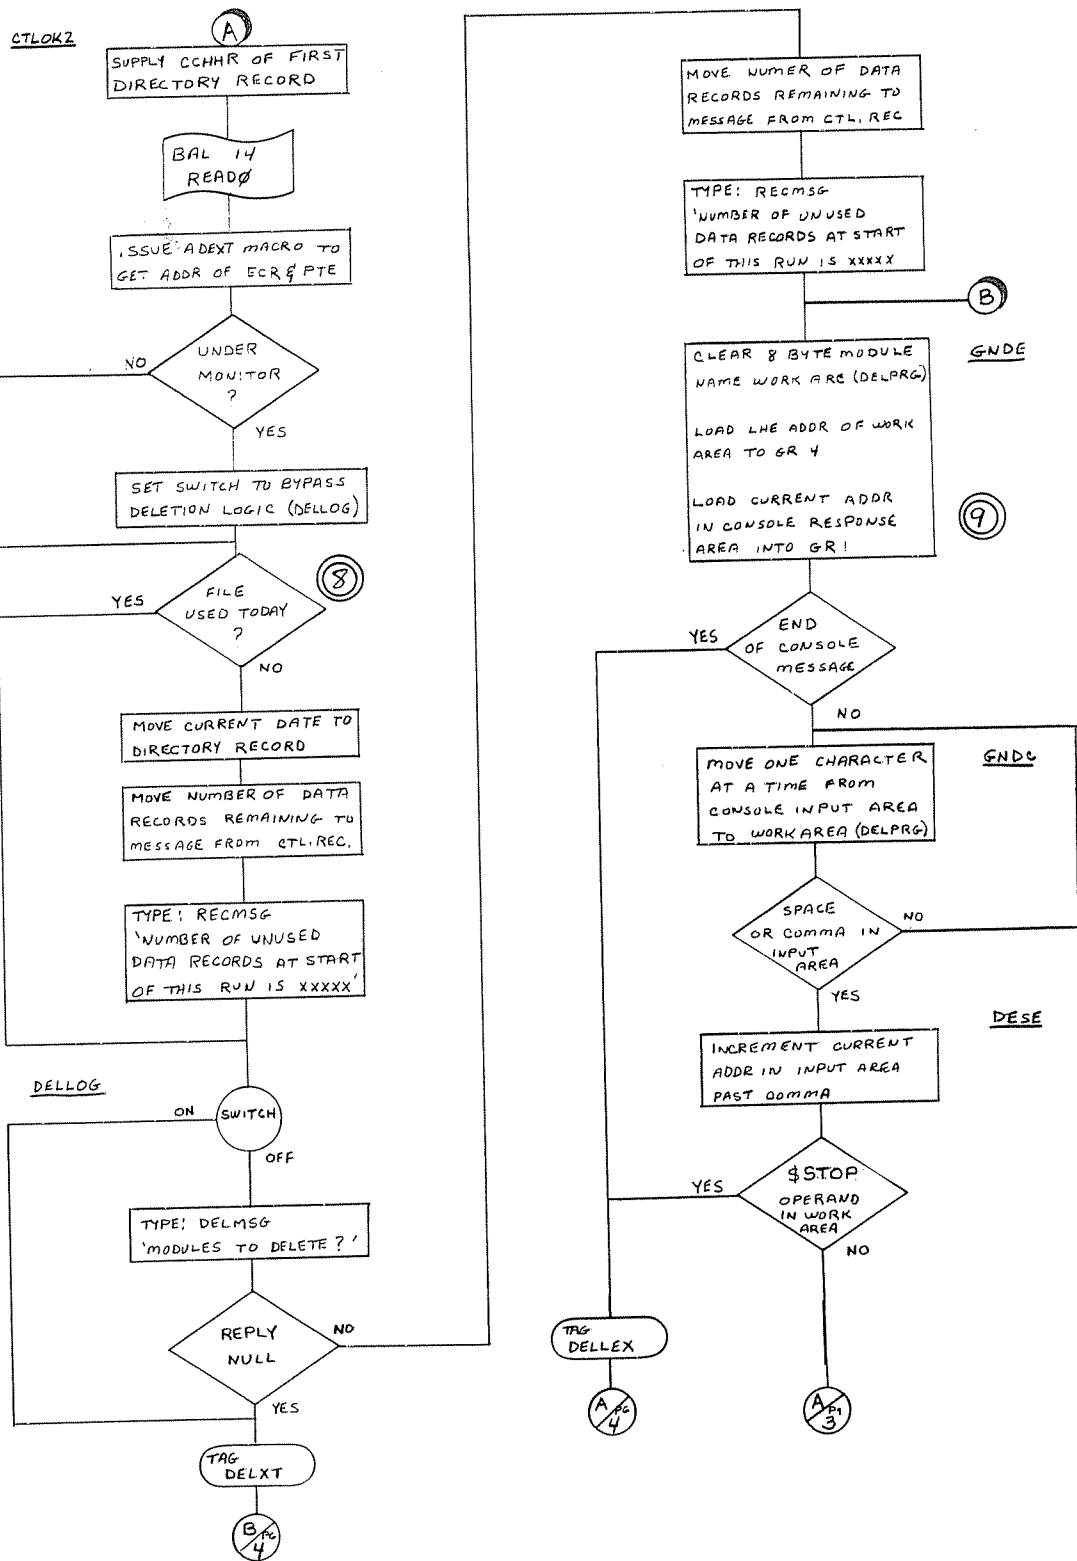 CTLOK2
A
SUPPLY CCHHR OF FIRST
DIRECTORY RECORD
BAL 14
READØ
ISSUE ADEXT MACRO TO
GET ADDR OF ECR & PTE
NO
UNDER
MONITOR
?
YES
SET SWITCH TO BYPASS
DELETION LOGIC (DELLOG)
8
YES
FILE
USED TODAY
?
NO
MOVE CURRENT DATE TO
DIRECTORY RECORD
MOVE NUMBER OF DATA
RECORDS REMAINING TO
MESSAGE FROM CTL. REC.
TYPE: RECMSG
'NUMBER OF UNUSED
DATA RECORDS AT START
OF THIS RUN IS XXXXX'
DELLOG
ON
SWITCH
OFF
TYPE: DELMSG
'MODULES TO DELETE?'
REPLY
NULL
NO
YES
TAG
DELXT
B PG
4
MOVE NUMER OF DATA
RECORDS REMAINING TO
MESSAGE FROM CTL. REC
TYPE: RECMSG
'NUMBER OF UNUSED
DATA RECORDS AT START
OF THIS RUN IS XXXXX
B
GNDE
CLEAR 8 BYTE MODULE
NAME WORK ARE (DELPRG)
LOAD LHE ADDR OF WORK
AREA TO GR 4
LOAD CURRENT ADDR
IN CONSOLE RESPONSE
AREA INTO GR 1
9
YES
END
OF CONSOLE
MESSAGE
NO
GNDC
MOVE ONE CHARACTER
AT A TIME FROM
CONSOLE INPUT AREA
TO WORK AREA (DELPRG)
SPACE
OR COMMA IN
INPUT
AREA
NO
YES
DESE
INCREMENT CURRENT
ADDR IN INPUT AREA
PAST COMMA
YES
$STOP
OPERAND
IN WORK
AREA
NO
TAG
DELLEX
A PG
4
A P1
3